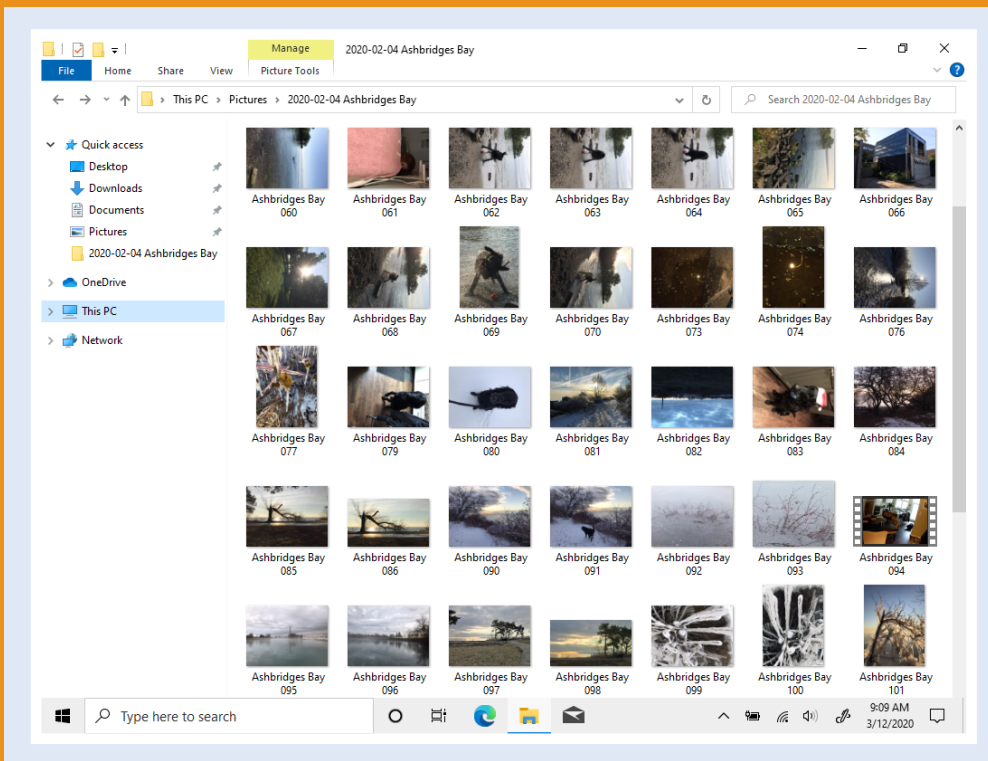 Manage
2020-02-04 Ashbridges Bay
File
Home
Share
View
Picture Tools
This PC > Pictures > 2020-02-04 Ashbridges Bay
Search 2020-02-04 Ashbridges Bay
Quick access
Desktop
Downloads
Documents
Pictures
2020-02-04 Ashbridges Bay
OneDrive
This PC
Network
Ashbridges Bay
060
Ashbridges Bay
061
Ashbridges Bay
062
Ashbridges Bay
063
Ashbridges Bay
064
Ashbridges Bay
065
Ashbridges Bay
066
Ashbridges Bay
067
Ashbridges Bay
068
Ashbridges Bay
069
Ashbridges Bay
070
Ashbridges Bay
073
Ashbridges Bay
074
Ashbridges Bay
076
Ashbridges Bay
077
Ashbridges Bay
079
Ashbridges Bay
080
Ashbridges Bay
081
Ashbridges Bay
082
Ashbridges Bay
083
Ashbridges Bay
084
Ashbridges Bay
085
Ashbridges Bay
086
Ashbridges Bay
090
Ashbridges Bay
091
Ashbridges Bay
092
Ashbridges Bay
093
Ashbridges Bay
094
Ashbridges Bay
095
Ashbridges Bay
096
Ashbridges Bay
097
Ashbridges Bay
098
Ashbridges Bay
099
Ashbridges Bay
100
Ashbridges Bay
101
Type here to search
9:09 AM
3/12/2020